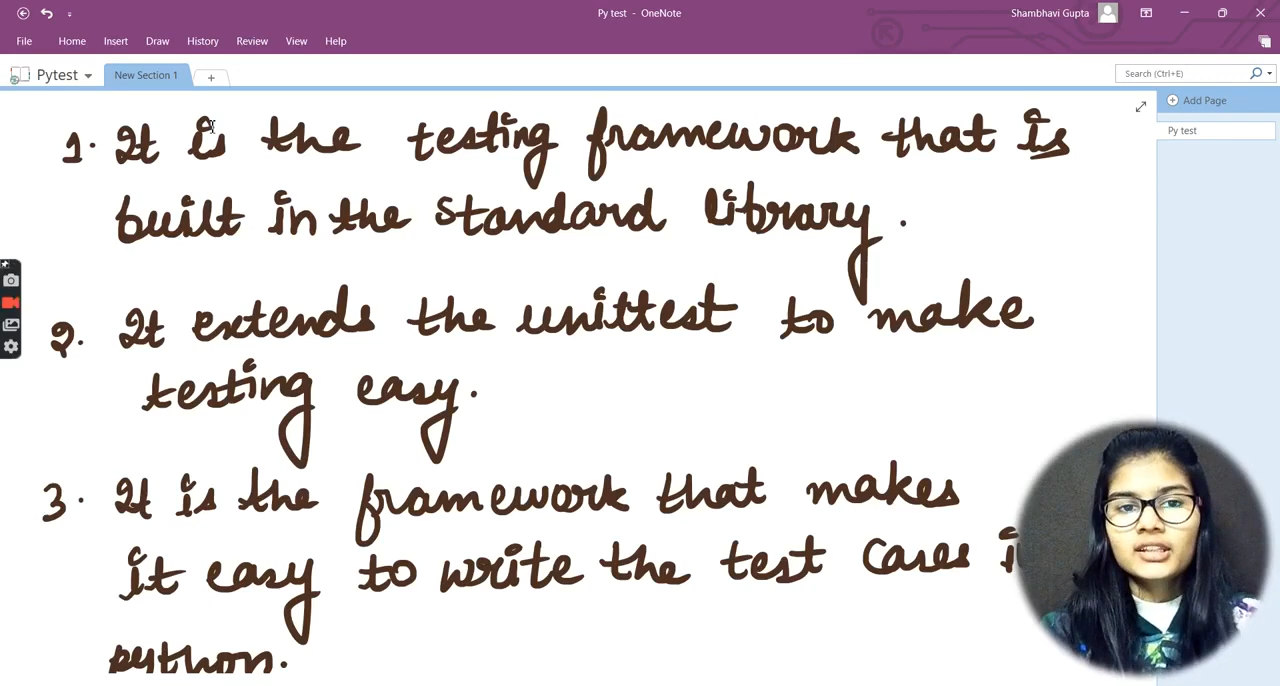 Py test - OneNote
Shambhavi Gupta
File Home Insert Draw History Review View Help
Pytest
New Section 1
+
Search (Ctrl+E)
Add Page
Py test
1. It is the testing framework that is
built in the standard library.
2. It extends the unittest to make
testing easy.
3. It is the framework that makes
it easy to write the test cases i
python.